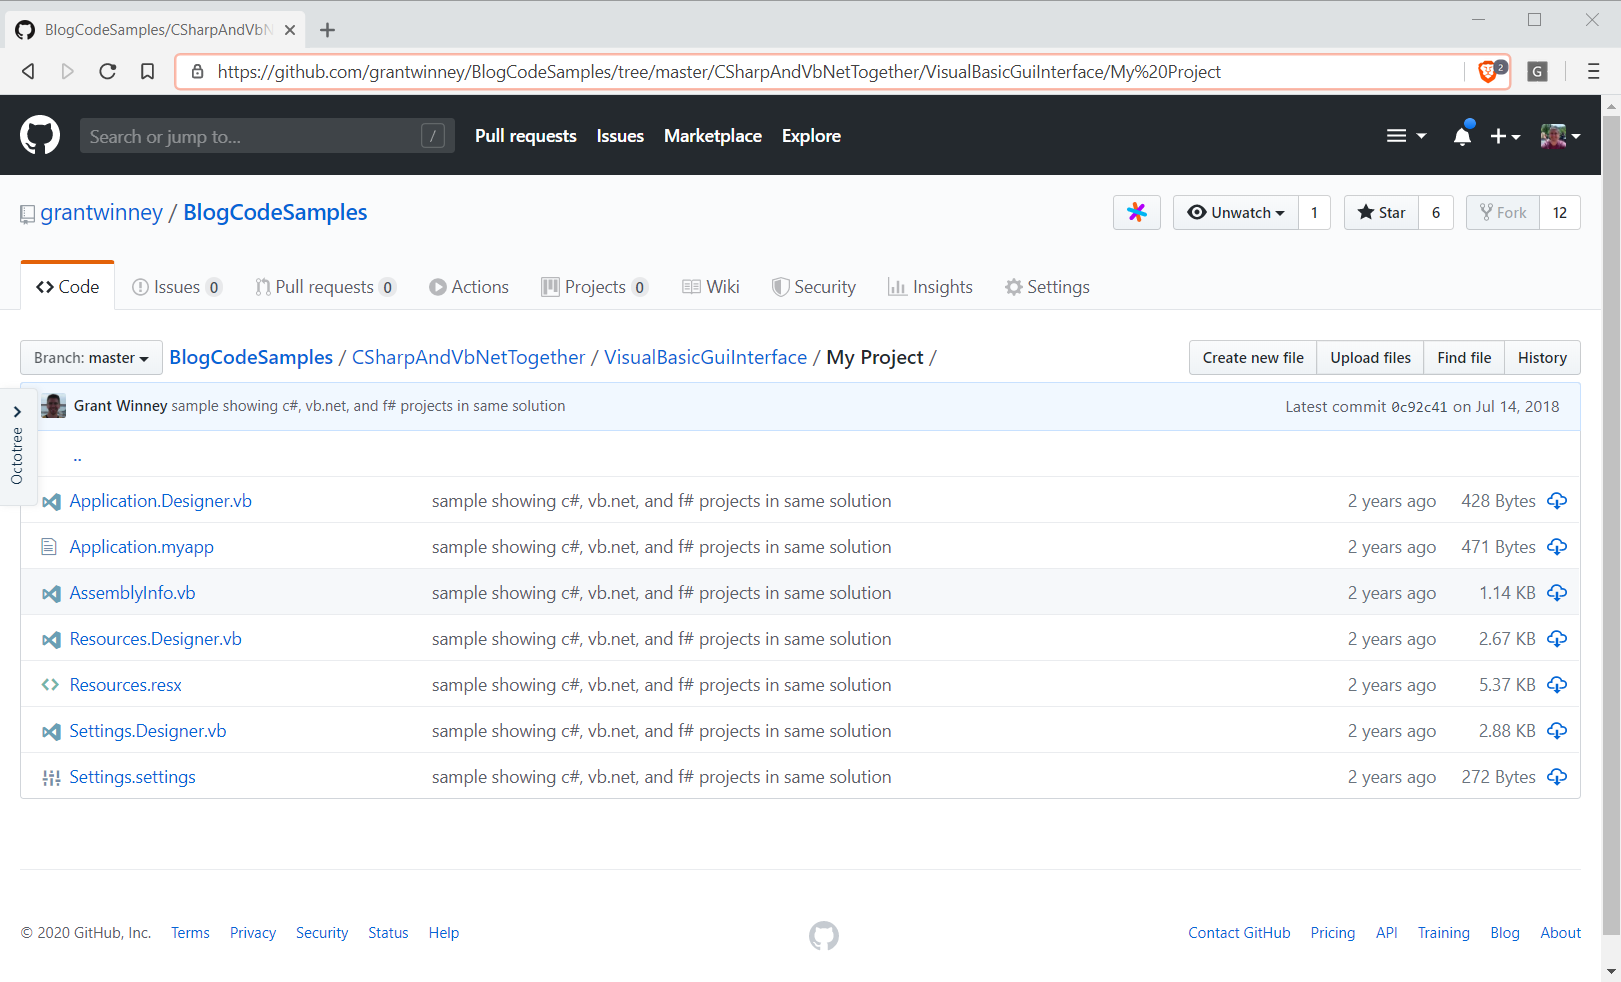 BlogCodeSamples/CSharpAndVbN
https://github.com/grantwinney/BlogCodeSamples/tree/master/CSharpAndVbNetTogether/VisualBasicGuiInterface/My%20Project 2 G
Search or jump to... / Pull requests Issues Marketplace Explore
grantwinney / BlogCodeSamples Unwatch 1 Star 6 Fork 12
Code Issues 0 Pull requests 0 Actions Projects 0 Wiki Security Insights Settings
Branch: master BlogCodeSamples / CSharpAndVbNetTogether / VisualBasicGuiInterface / My Project / Create new file Upload files Find file History
Grant Winney sample showing c#, vb.net, and f# projects in same solution Latest commit 0c92c41 on Jul 14, 2018
Octotree
..
Application.Designer.vb sample showing c#, vb.net, and f# projects in same solution 2 years ago 428 Bytes
Application.myapp sample showing c#, vb.net, and f# projects in same solution 2 years ago 471 Bytes
AssemblyInfo.vb sample showing c#, vb.net, and f# projects in same solution 2 years ago 1.14 KB
Resources.Designer.vb sample showing c#, vb.net, and f# projects in same solution 2 years ago 2.67 KB
Resources.resx sample showing c#, vb.net, and f# projects in same solution 2 years ago 5.37 KB
Settings.Designer.vb sample showing c#, vb.net, and f# projects in same solution 2 years ago 2.88 KB
Settings.settings sample showing c#, vb.net, and f# projects in same solution 2 years ago 272 Bytes
© 2020 GitHub, Inc. Terms Privacy Security Status Help Contact GitHub Pricing API Training Blog About